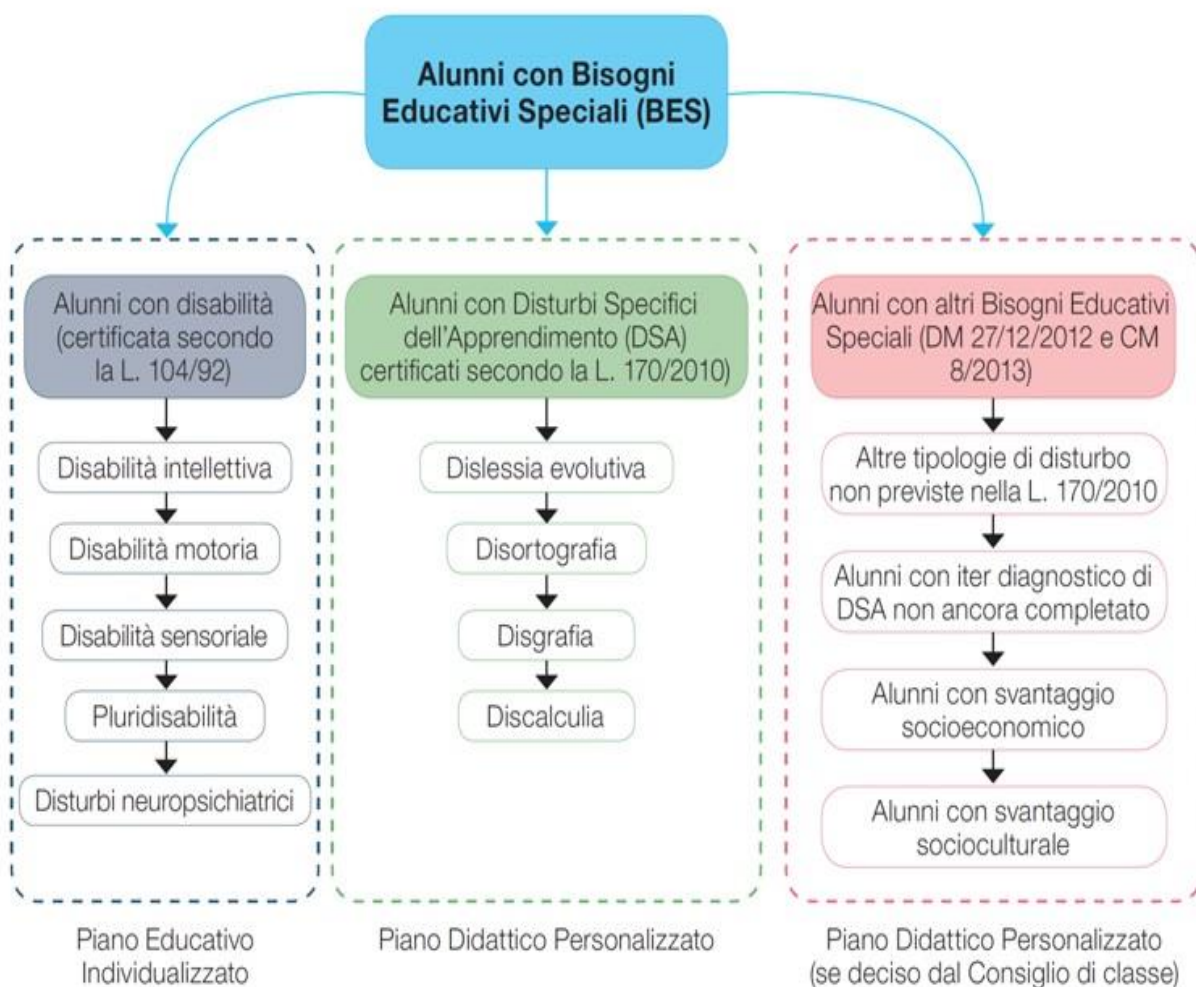 Alunni con Bisogni
Educativi Speciali (BES)
Alunni con disabilità
(certificata secondo
la L. 104/92)
Disabilità intellettiva
Disabilità motoria
Disabilità sensoriale
Pluridisabilità
Disturbi neuropsichiatrici
Piano Educativo
Individualizzato
Alunni con Disturbi Specifici
dell'Apprendimento (DSA)
certificati secondo la L. 170/2010)
Dislessia evolutiva
Disortografia
Disgrafia
Discalculia
Piano Didattico Personalizzato
Alunni con altri Bisogni Educativi
Speciali (DM 27/12/2012 e CM
8/2013)
Altre tipologie di disturbo
non previste nella L. 170/2010
Alunni con iter diagnostico di
DSA non ancora completato
Alunni con svantaggio
socioeconomico
Alunni con svantaggio
socioculturale
Piano Didattico Personalizzato
(se deciso dal Consiglio di classe)